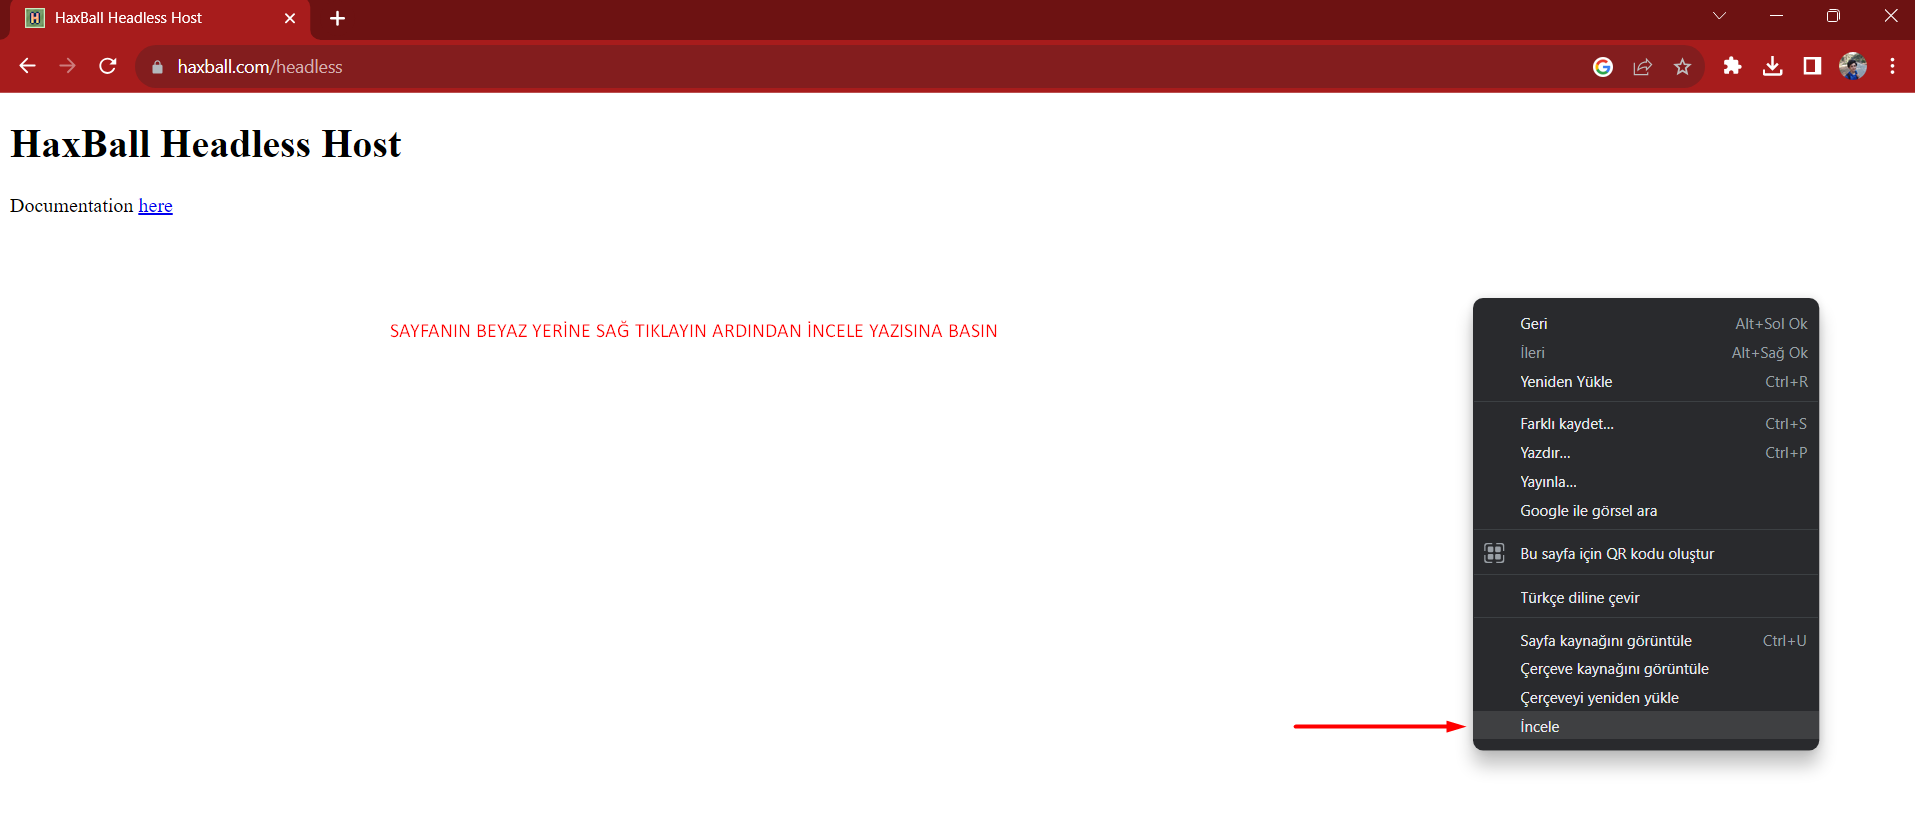 HaxBall Headless Host
haxball.com/headless
HaxBall Headless Host
Documentation here
SAYFANIN BEYAZ YERİNE SAĞ TIKLAYIN ARDINDAN İNCELE YAZISINA BASIN
Geri Alt+Sol Ok
İleri Alt+Sağ Ok
Yeniden Yükle Ctrl+R
Farklı kaydet... Ctrl+S
Yazdır... Ctrl+P
Yayınla...
Google ile görsel ara
Bu sayfa için QR kodu oluştur
Türkçe diline çevir
Sayfa kaynağını görüntüle Ctrl+U
Çerçeve kaynağını görüntüle
Çerçeveyi yeniden yükle
İncele